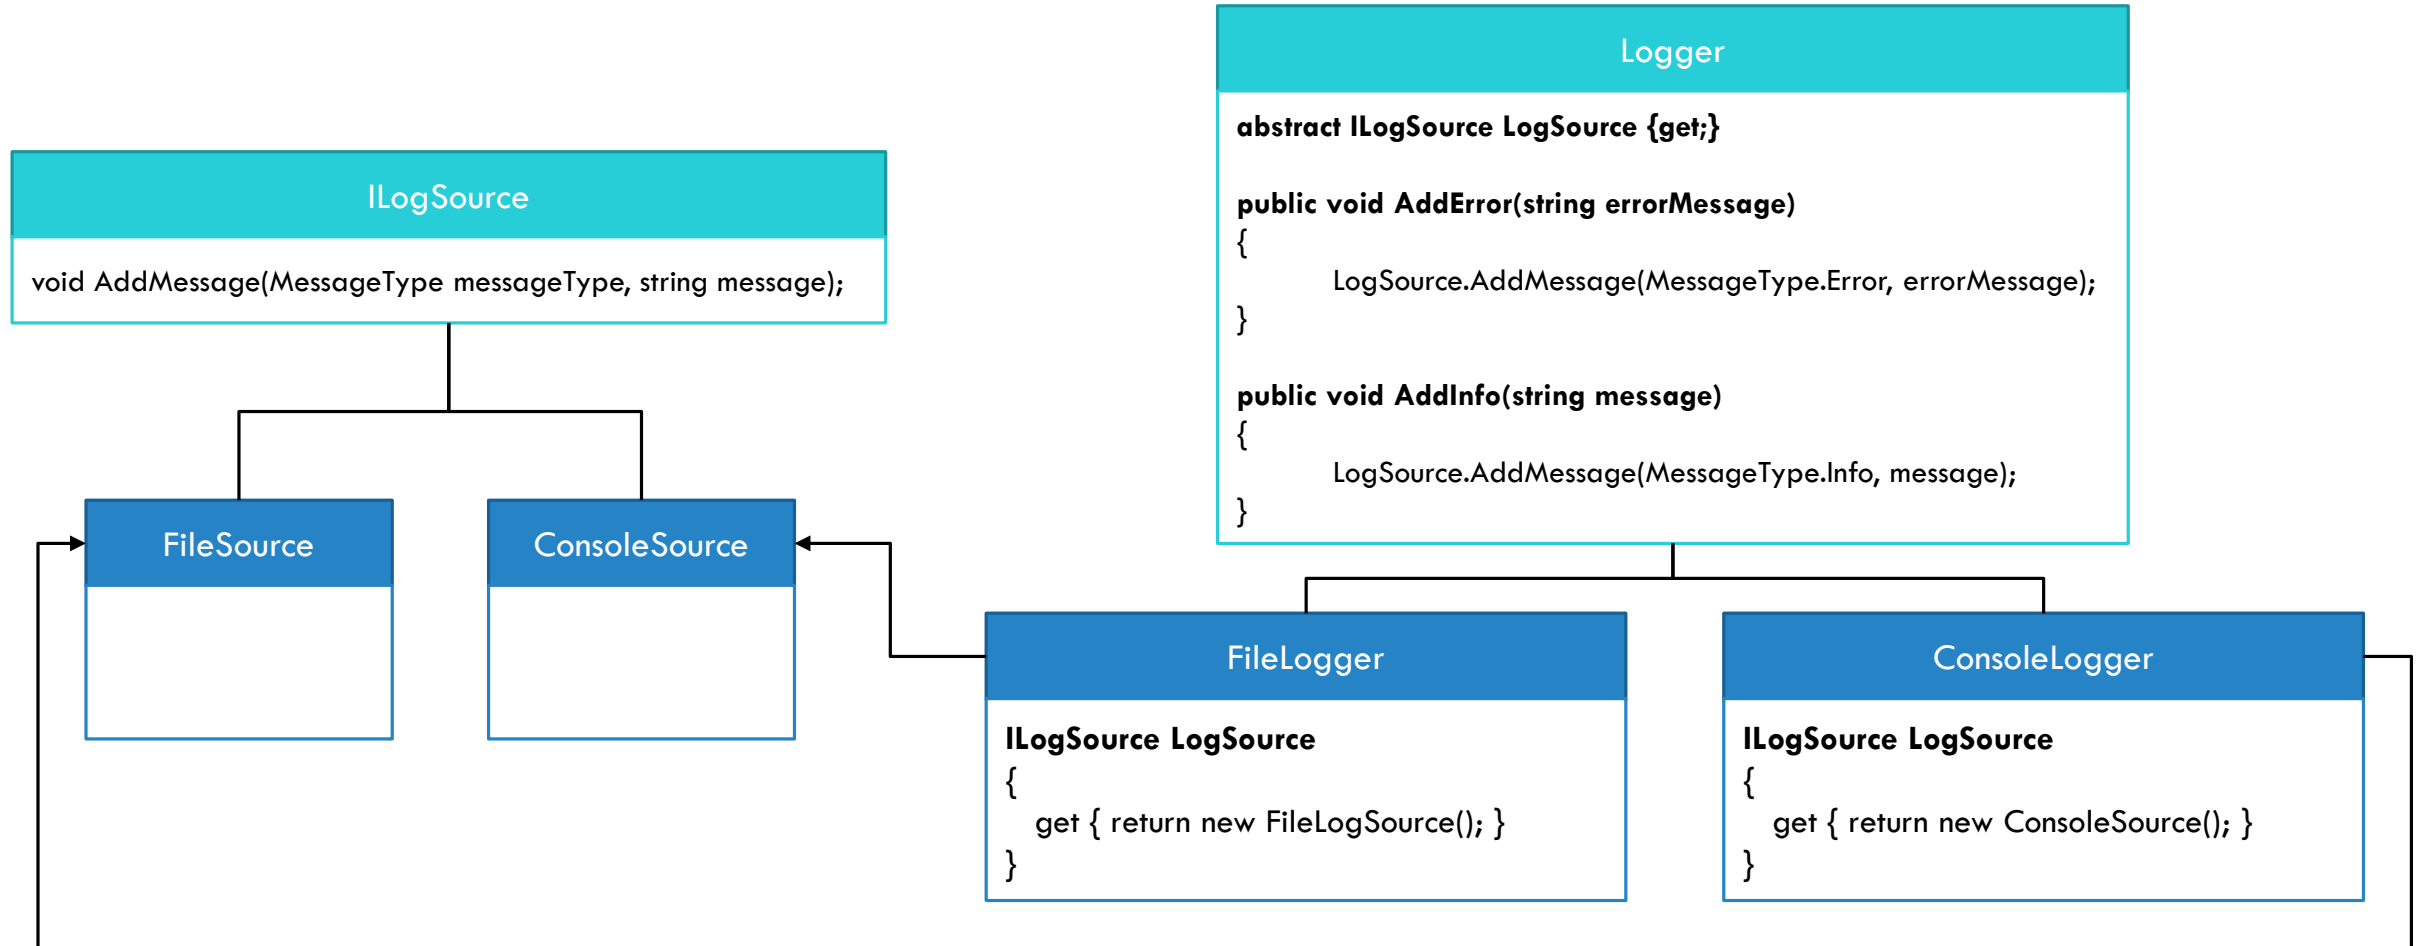 ILogSource
void AddMessage(MessageType messageType, string message);
FileSource
ConsoleSource
Logger
abstract ILogSource LogSource {get;}
public void AddError(string errorMessage)
{
LogSource.AddMessage(MessageType.Error, errorMessage);
}
public void AddInfo(string message)
{
LogSource.AddMessage(MessageType.Info, message);
}
FileLogger
ILogSource LogSource
{
get { return new FileLogSource(); }
}
ConsoleLogger
ILogSource LogSource
{
get { return new ConsoleSource(); }
}